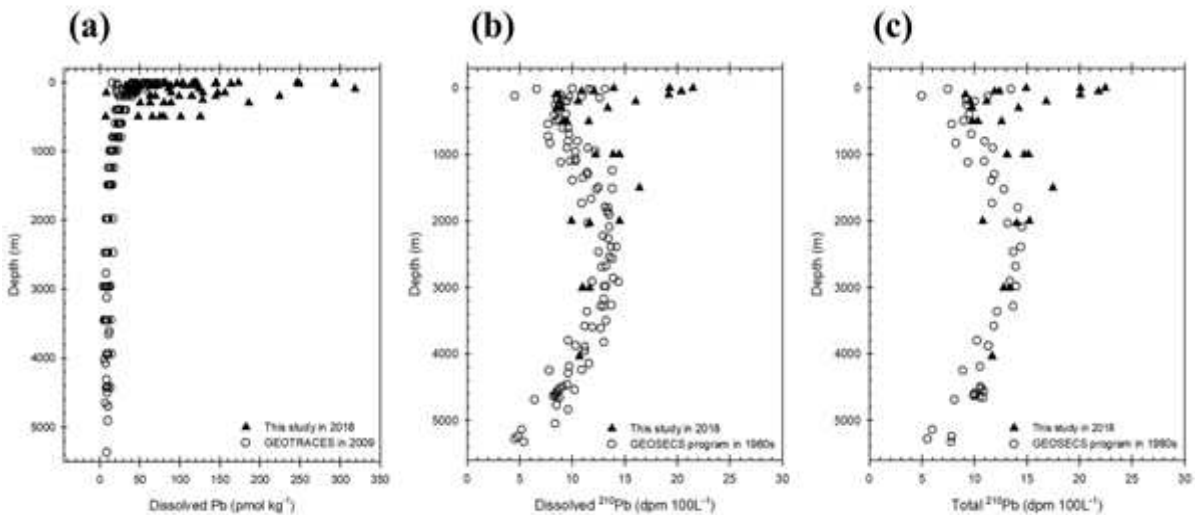 (a)
(b)
(c)
0
1000
2000
3000
4000
5000
Depth (m)
0 50 100 150 200 250 300 350
Dissolved Pb (pmol kg⁻¹)
▲ This study in 2018
○ GEOTRACES in 2009
0
1000
2000
3000
4000
5000
Depth (m)
0 5 10 15 20 25 30
Dissolved ²¹⁰Pb (dpm 100L⁻¹)
▲ This study in 2018
○ GEOSECS program in 1980s
0
1000
2000
3000
4000
5000
Depth (m)
0 5 10 15 20 25 30
Total ²¹⁰Pb (dpm 100L⁻¹)
▲ This study in 2018
○ GEOSECS program in 1980s